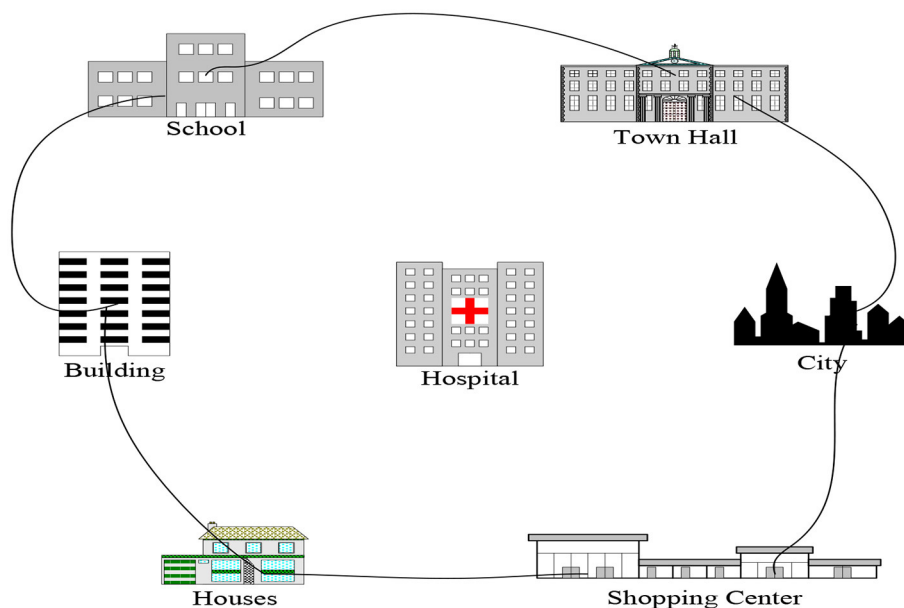 School
Town Hall
Building
Hospital
City
Houses
Shopping Center